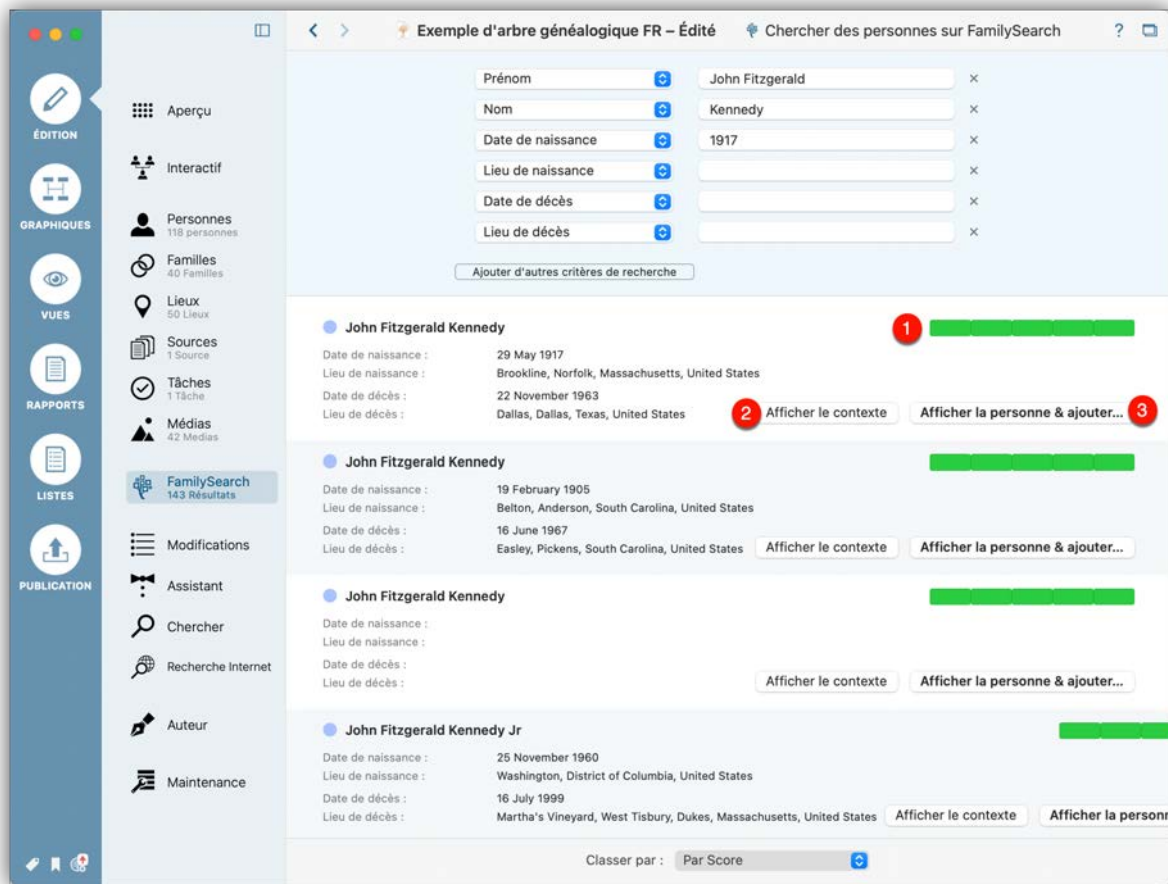 Exemple d'arbre généalogique FR – Édité
Chercher des personnes sur FamilySearch
?
ÉDITION
GRAPHIQUES
VUES
RAPPORTS
LISTES
PUBLICATION
Aperçu
Interactif
Personnes
118 personnes
Familles
40 Familles
Lieux
50 Lieux
Sources
1 Source
Tâches
1 Tâche
Médias
42 Medias
FamilySearch
143 Résultats
Modifications
Assistant
Chercher
Recherche Internet
Auteur
Maintenance
Prénom John Fitzgerald ×
Nom Kennedy ×
Date de naissance 1917 ×
Lieu de naissance ×
Date de décès ×
Lieu de décès ×
Ajouter d'autres critères de recherche
John Fitzgerald Kennedy 1
Date de naissance : 29 May 1917
Lieu de naissance : Brookline, Norfolk, Massachusetts, United States
Date de décès : 22 November 1963
Lieu de décès : Dallas, Dallas, Texas, United States 2 Afficher le contexte Afficher la personne & ajouter... 3
John Fitzgerald Kennedy
Date de naissance : 19 February 1905
Lieu de naissance : Belton, Anderson, South Carolina, United States
Date de décès : 16 June 1967
Lieu de décès : Easley, Pickens, South Carolina, United States Afficher le contexte Afficher la personne & ajouter...
John Fitzgerald Kennedy
Date de naissance :
Lieu de naissance :
Date de décès :
Lieu de décès : Afficher le contexte Afficher la personne & ajouter...
John Fitzgerald Kennedy Jr
Date de naissance : 25 November 1960
Lieu de naissance : Washington, District of Columbia, United States
Date de décès : 16 July 1999
Lieu de décès : Martha's Vineyard, West Tisbury, Dukes, Massachusetts, United States Afficher le contexte Afficher la personn
Classer par : Par Score